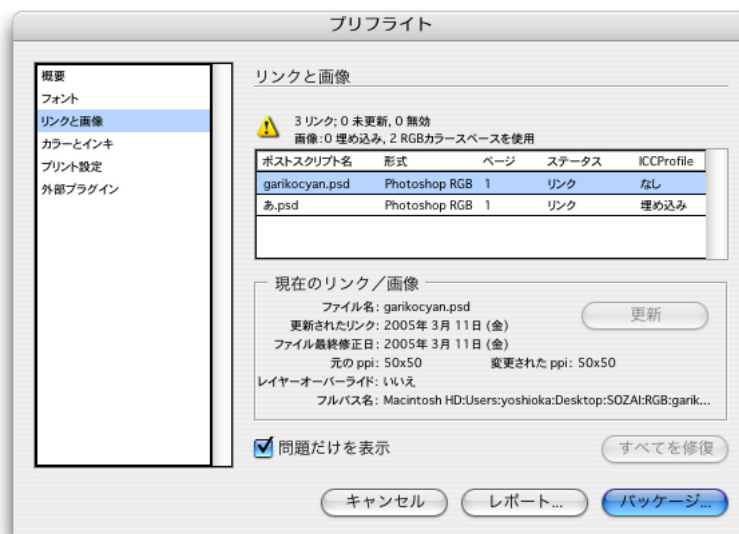 プリフライト
概要
フォント
リンクと画像
カラーとインキ
プリント設定
外部プラグイン
リンクと画像
3 リンク; 0 未更新, 0 無効
画像:0 埋め込み, 2 RGBカラースペースを使用
ポストスクリプト名 形式 ページ ステータス ICCProfile
garikocyan.psd Photoshop RGB 1 リンク なし
あ.psd Photoshop RGB 1 リンク 埋め込み
現在のリンク／画像
ファイル名: garikocyan.psd
更新
更新されたリンク: 2005年 3月 11日 (金)
ファイル最終修正日: 2005年 3月 11日 (金)
元の ppi: 50x50 変更された ppi: 50x50
レイヤーオーバーライド: いいえ
フルパス名: Macintosh HD:Users:yoshioka:Desktop:SOZAI:RGB:garik...
問題だけを表示
すべてを修復
キャンセル レポート... パッケージ...